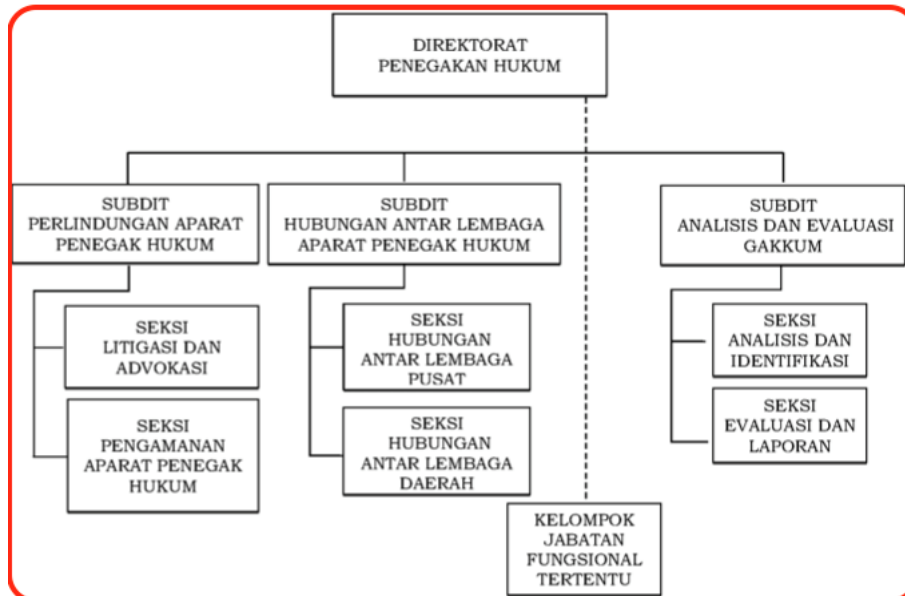 DIREKTORAT
PENEGAKAN HUKUM
SUBDIT
PERLINDUNGAN APARAT
PENEGAK HUKUM
SUBDIT
HUBUNGAN ANTAR LEMBAGA
APARAT PENEGAK HUKUM
SUBDIT
ANALISIS DAN EVALUASI
GAKKUM
SEKSI
LITIGASI DAN
ADVOKASI
SEKSI
PENGAMANAN
APARAT PENEGAK
HUKUM
SEKSI
HUBUNGAN
ANTAR LEMBAGA
PUSAT
SEKSI
HUBUNGAN
ANTAR LEMBAGA
DAERAH
SEKSI
ANALISIS DAN
IDENTIFIKASI
SEKSI
EVALUASI DAN
LAPORAN
KELOMPOK
JABATAN
FUNGSIONAL
TERTENTU